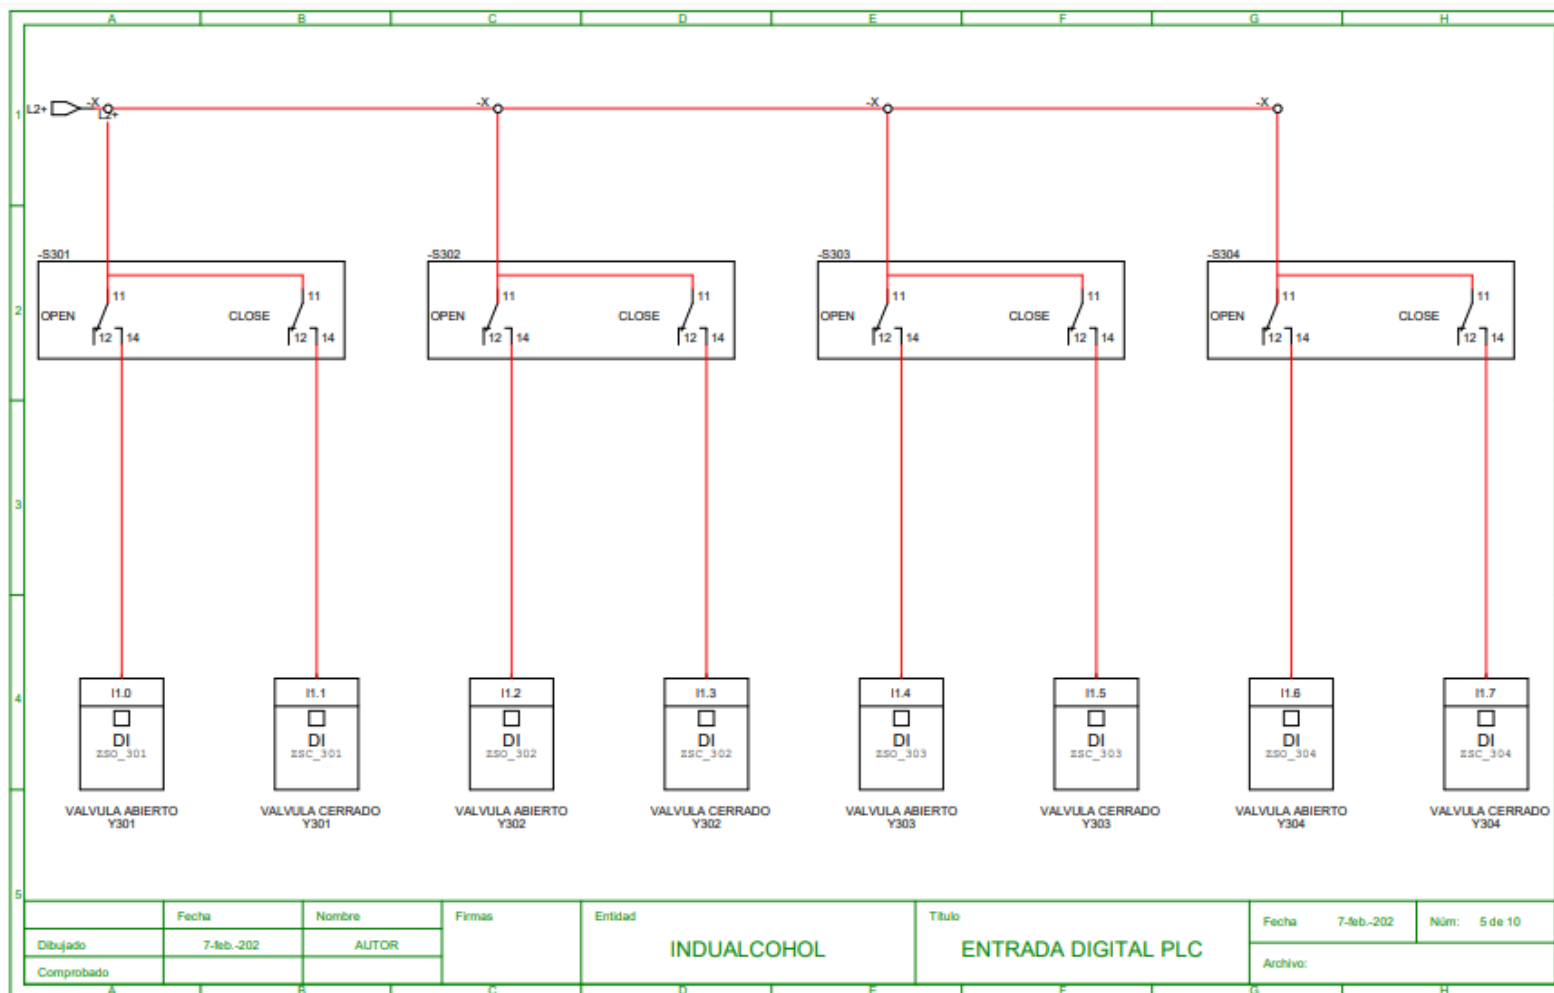 A B C D E F G H
1
L2+ -X -X -X -X
L2+
-S301 -S302 -S303 -S304
2
11 11 11 11 11 11 11 11
OPEN CLOSE OPEN CLOSE OPEN CLOSE OPEN CLOSE
12 14 12 14 12 14 12 14 12 14 12 14 12 14 12 14
3
4
I1.0 I1.1 I1.2 I1.3 I1.4 I1.5 I1.6 I1.7
DI DI DI DI DI DI DI DI
ZSO_301 ZSC_301 ZSO_302 ZSC_302 ZSO_303 ZSC_303 ZSO_304 ZSC_304
VALVULA ABIERTO VALVULA CERRADO VALVULA ABIERTO VALVULA CERRADO VALVULA ABIERTO VALVULA CERRADO VALVULA ABIERTO VALVULA CERRADO
Y301 Y301 Y302 Y302 Y303 Y303 Y304 Y304
5
Fecha Nombre Firmas Entidad Título Fecha 7-feb.-202 Núm: 5 de 10
Dibujado 7-feb.-202 AUTOR INDUALCOHOL ENTRADA DIGITAL PLC
Comprobado Archivo:
A B C D E F G H